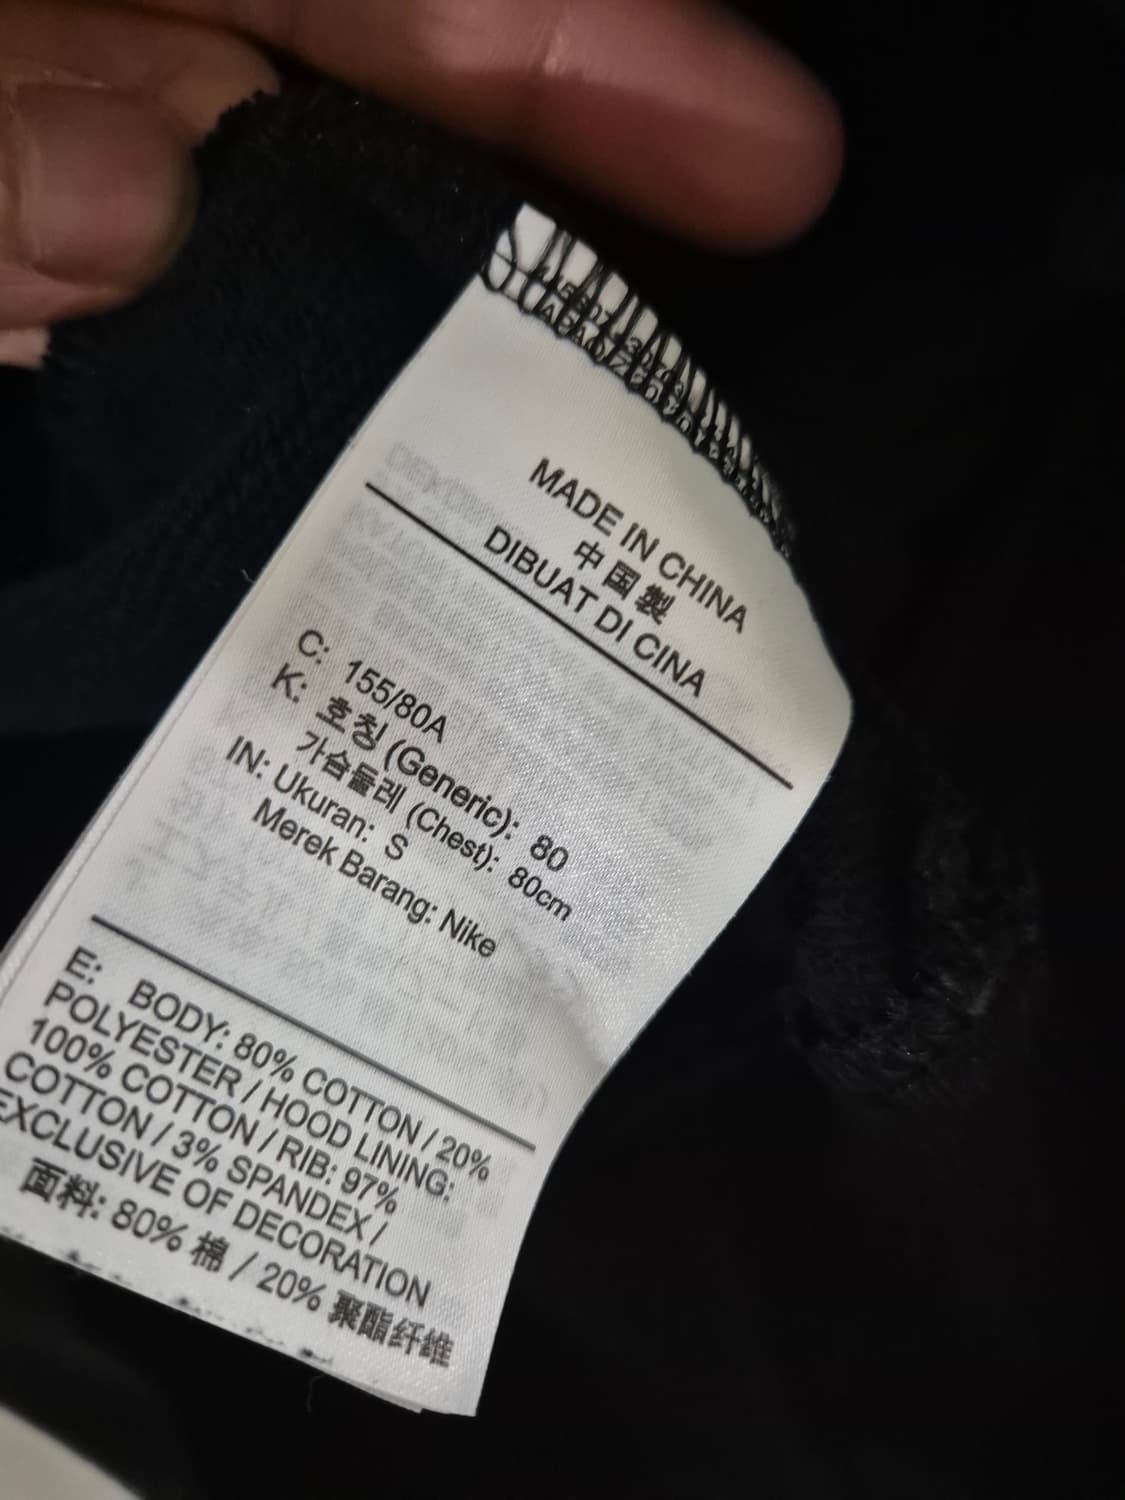 MADE IN CHINA
中国製
DIBUAT DI CINA
C: 155/80A
K: 호칭 (Generic): 80
가슴둘레 (Chest): 80cm
IN: Ukuran: S
Merek Barang: Nike
E: BODY: 80% COTTON / 20%
POLYESTER / HOOD LINING:
100% COTTON / RIB: 97%
COTTON / 3% SPANDEX /
EXCLUSIVE OF DECORATION
面料: 80% 棉 / 20% 聚酯纤维